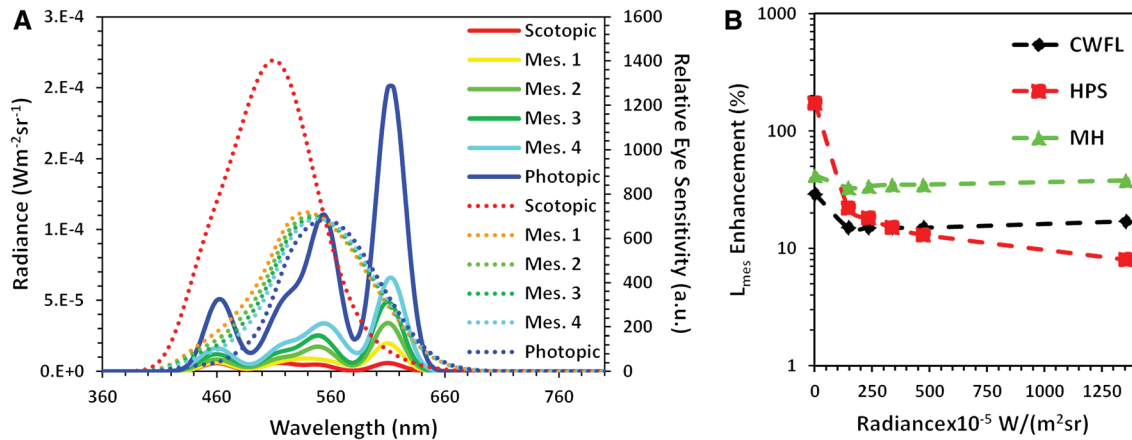 A
Radiance (Wm⁻²sr⁻¹)
3.E-4
2.E-4
2.E-4
1.E-4
5.E-5
0.E+0
360
460
560
660
760
Wavelength (nm)
1600
1400
1200
1000
800
600
400
200
0
Relative Eye Sensitivity (a.u.)
Scotopic
Mes. 1
Mes. 2
Mes. 3
Mes. 4
Photopic
Scotopic
Mes. 1
Mes. 2
Mes. 3
Mes. 4
Photopic
B
Lmes Enhancement (%)
1000
100
10
1
0
250
500
750
1000
1250
Radiancex10⁻⁵ W/(m²sr)
CWFL
HPS
MH